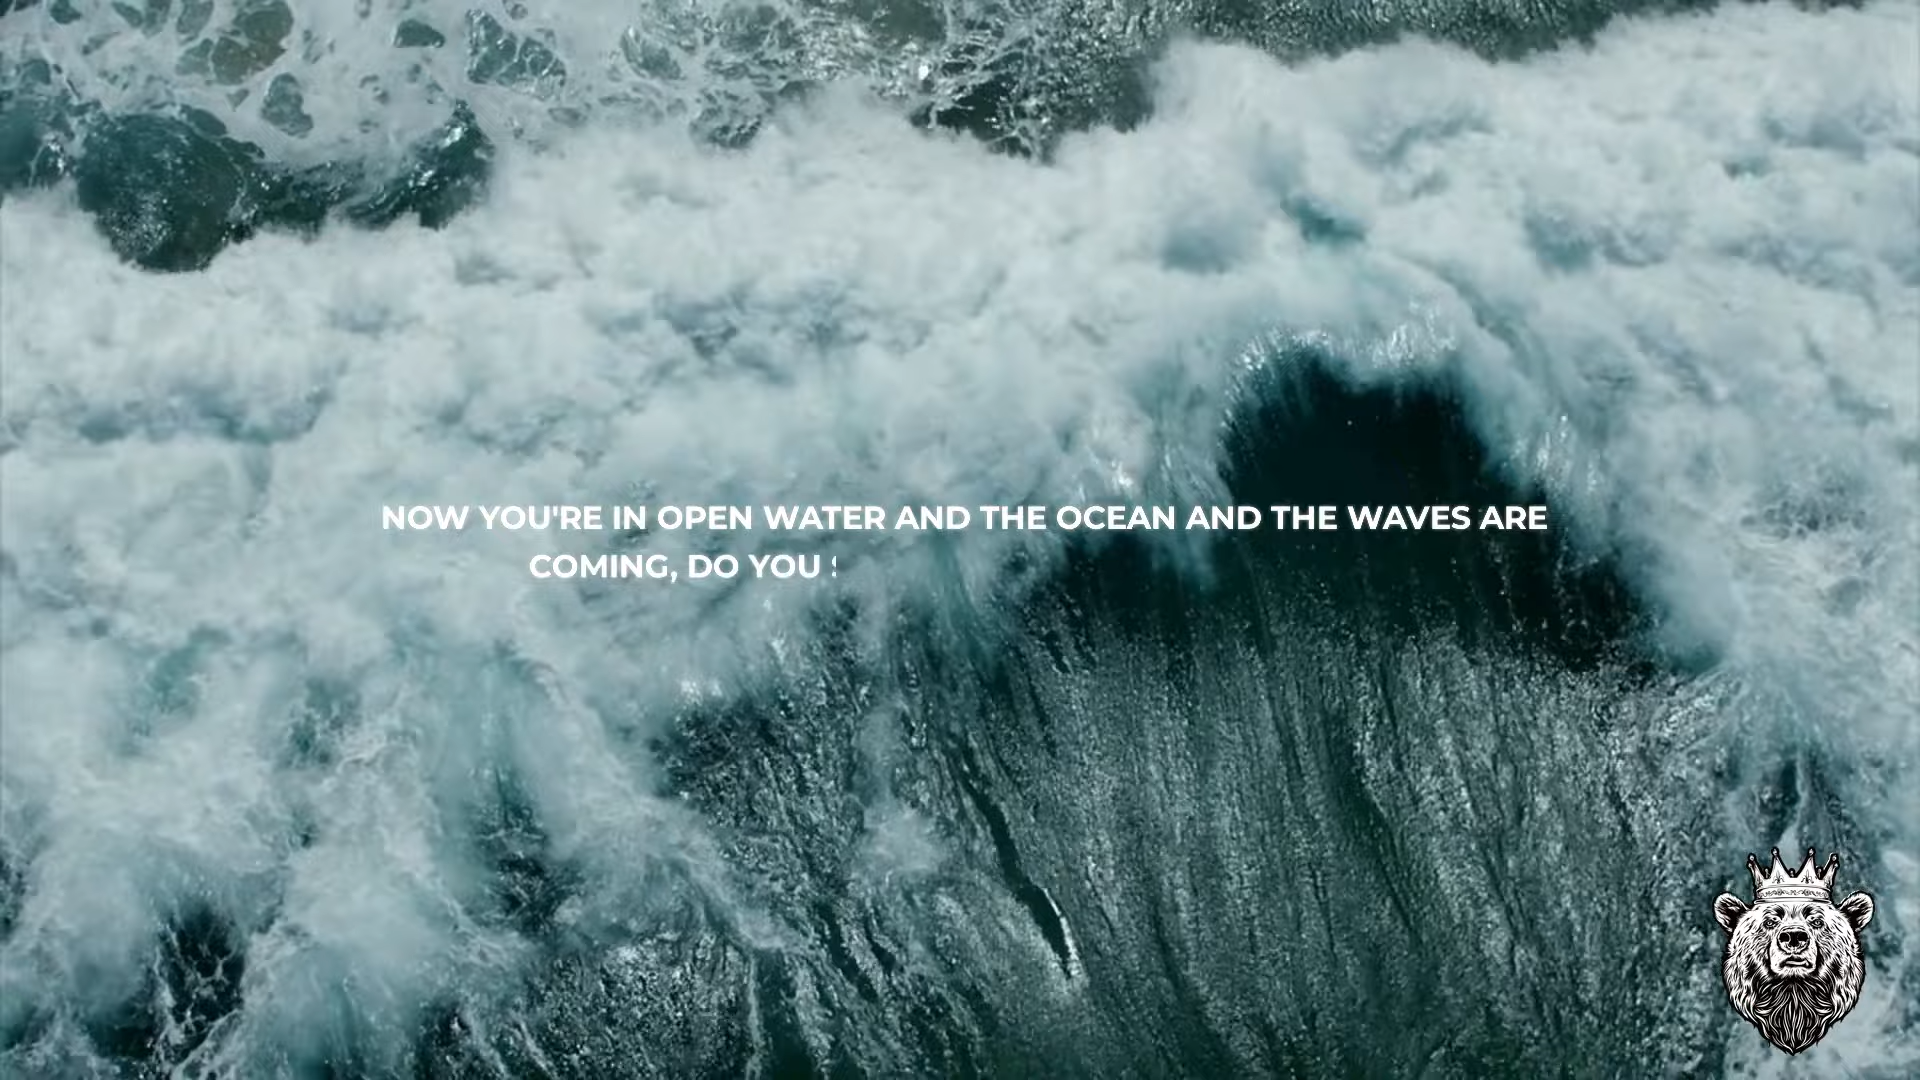 NOW YOU'RE IN OPEN WATER AND THE OCEAN AND THE WAVES ARE
COMING, DO YOU